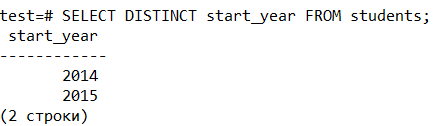 test=# SELECT DISTINCT start_year FROM students;
start_year
------------
2014
2015
(2 строки)